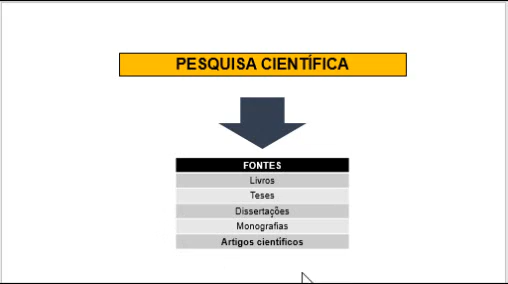 PESQUISA CIENTÍFICA
FONTES
Livros
Teses
Dissertações
Monografias
Artigos científicos